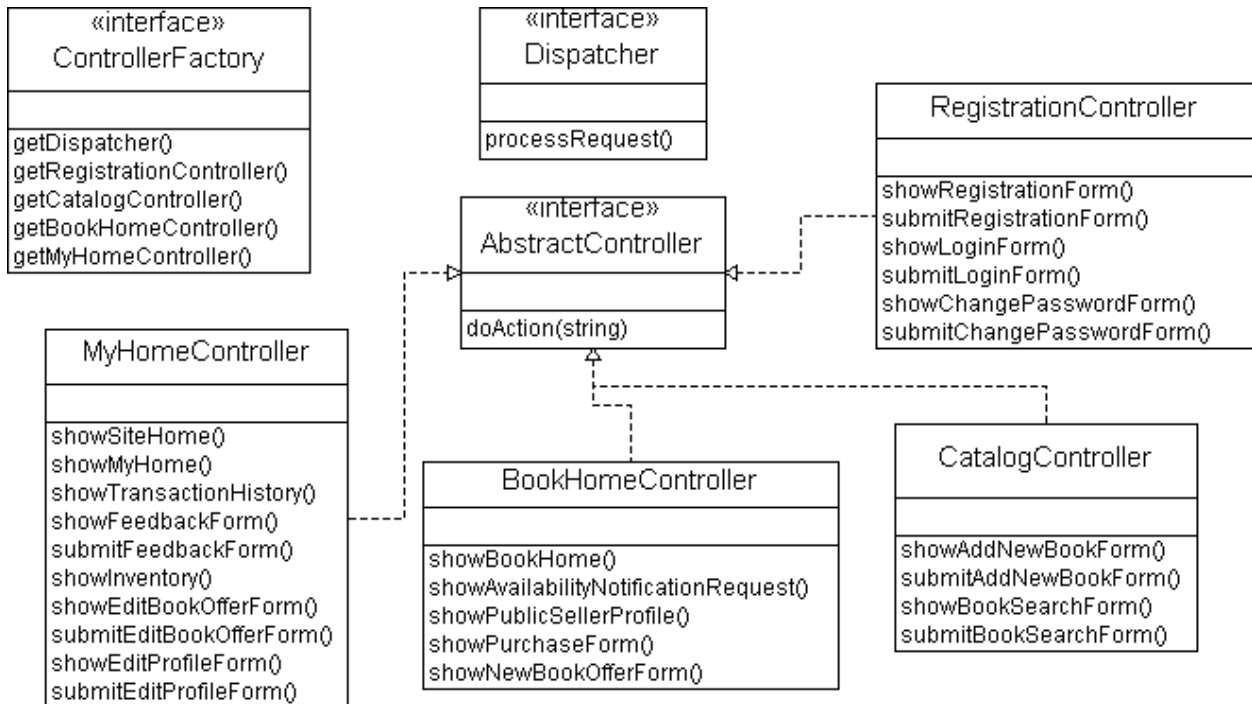 «interface»
ControllerFactory
getDispatcher()
getRegistrationController()
getCatalogController()
getBookHomeController()
getMyHomeController()
«interface»
Dispatcher
processRequest()
RegistrationController
showRegistrationForm()
submitRegistrationForm()
showLoginForm()
submitLoginForm()
showChangePasswordForm()
submitChangePasswordForm()
«interface»
AbstractController
doAction(string)
MyHomeController
showSiteHome()
showMyHome()
showTransactionHistory()
showFeedbackForm()
submitFeedbackForm()
showInventory()
showEditBookOfferForm()
submitEditBookOfferForm()
showEditProfileForm()
submitEditProfileForm()
BookHomeController
showBookHome()
showAvailabilityNotificationRequest()
showPublicSellerProfile()
showPurchaseForm()
showNewBookOfferForm()
CatalogController
showAddNewBookForm()
submitAddNewBookForm()
showBookSearchForm()
submitBookSearchForm()